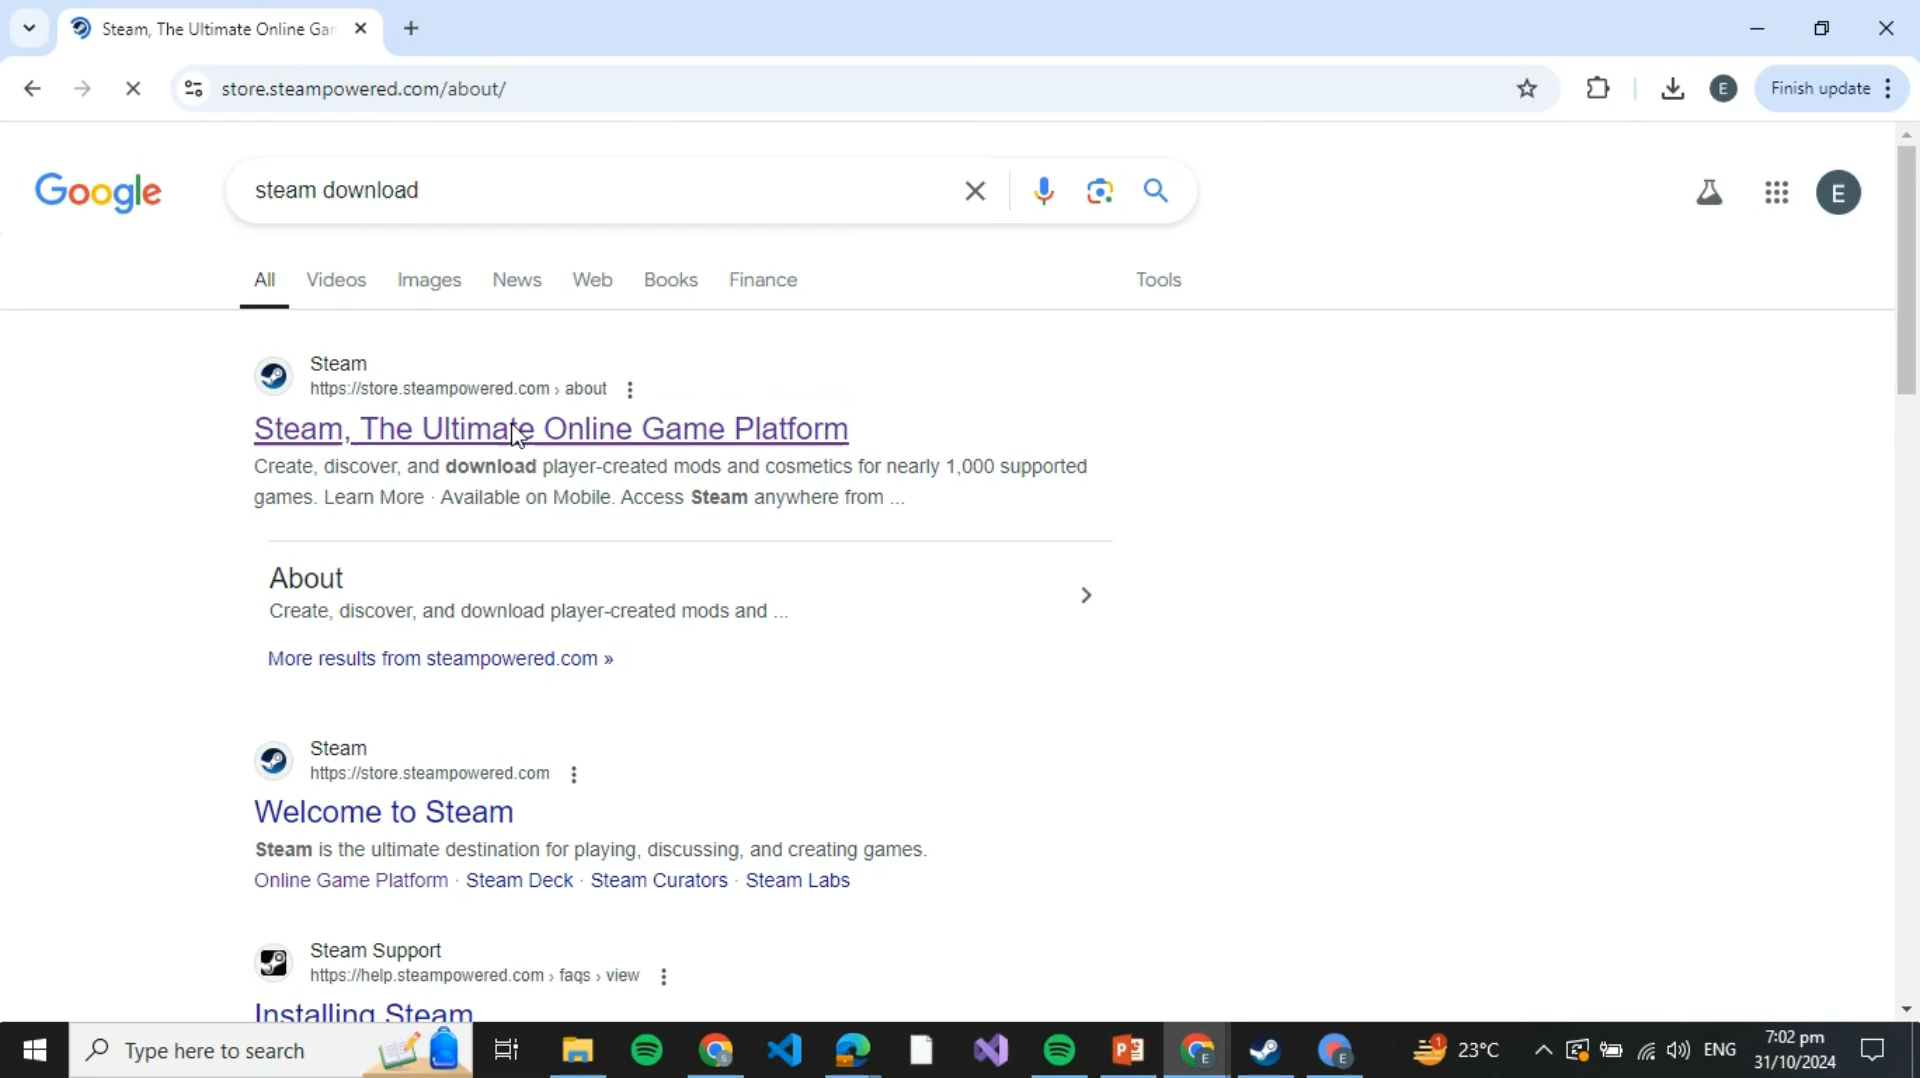 Steam, The Ultimate Online Gar
store.steampowered.com/about/
E
Finish update
Google
steam download
E
All
Videos
Images
News
Web
Books
Finance
Tools
Steam
https://store.steampowered.com › about
Steam, The Ultimate Online Game Platform
Create, discover, and download player-created mods and cosmetics for nearly 1,000 supported
games. Learn More · Available on Mobile. Access Steam anywhere from ...
About
Create, discover, and download player-created mods and ...
More results from steampowered.com »
Steam
https://store.steampowered.com
Welcome to Steam
Steam is the ultimate destination for playing, discussing, and creating games.
Online Game Platform · Steam Deck · Steam Curators · Steam Labs
Steam Support
https://help.steampowered.com › faqs › view
Installing Steam
Type here to search
23°C
ENG
7:02 pm
31/10/2024